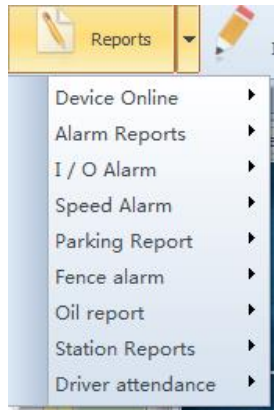 Reports
Device Online
Alarm Reports
I / O Alarm
Speed Alarm
Parking Report
Fence alarm
Oil report
Station Reports
Driver attendance